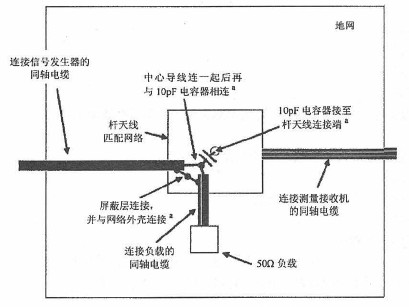 地网
连接信号发生器的
同轴电缆
中心导线连一起后再
与10pF电容器相连a
杆天线
匹配网络
10pF电容器接至
杆天线连接端a
屏蔽层连接,
并与网络外壳连接a
连接测量接收机
的同轴电缆
连接负载的
同轴电缆
50Ω负载